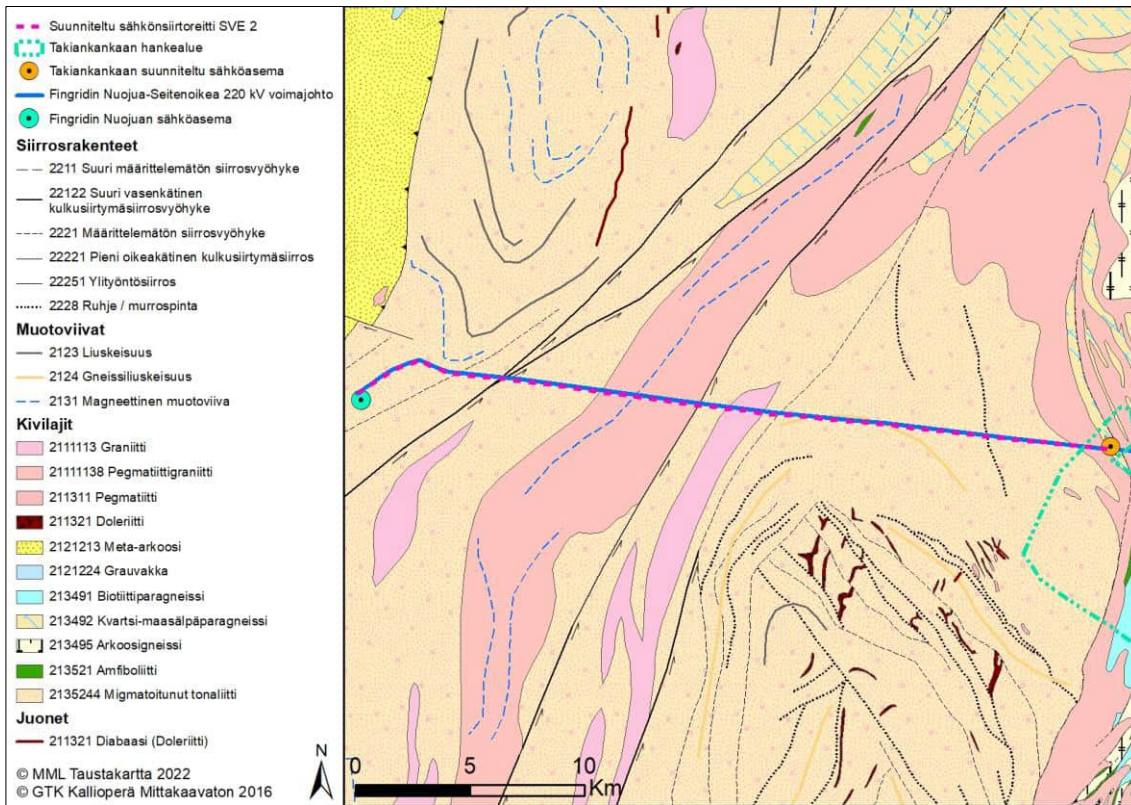 Suunniteltu sähkönsiirtoreitti SVE 2
Takiankankaan hankealue
Takiankankaan suunniteltu sähköasema
Fingridin Nuojua-Seitenoikea 220 kV voimajohto
Fingridin Nuojuan sähköasema
Siirrosrakenteet
2211 Suuri määrittelemätön siirrosvyöhyke
22122 Suuri vasenkätinen
kulkusiirtymäsiirrosvyöhyke
2221 Määrittelemätön siirrosvyöhyke
22221 Pieni oikeakätinen kulkusiirtymäsiirros
22251 Ylityöntösiirros
2228 Ruhje / murrospinta
Muotoviivat
2123 Liuskeisuus
2124 Gneissiliuskeisuus
2131 Magneettinen muotoviiva
Kivilajit
2111113 Graniitti
21111138 Pegmatiittigraniitti
211311 Pegmatiitti
211321 Doleriitti
2121213 Meta-arkoosi
2121224 Grauvakka
213491 Biotiittiparagneissi
213492 Kvartsi-maasälpäparagneissi
213495 Arkoosigneissi
213521 Amfiboliitti
2135244 Migmatoitunut tonaliitti
Juonet
211321 Diabaasi (Doleriitti)
© MML Taustakartta 2022
© GTK Kallioperä Mittakaavaton 2016
N
0 5 10
Km